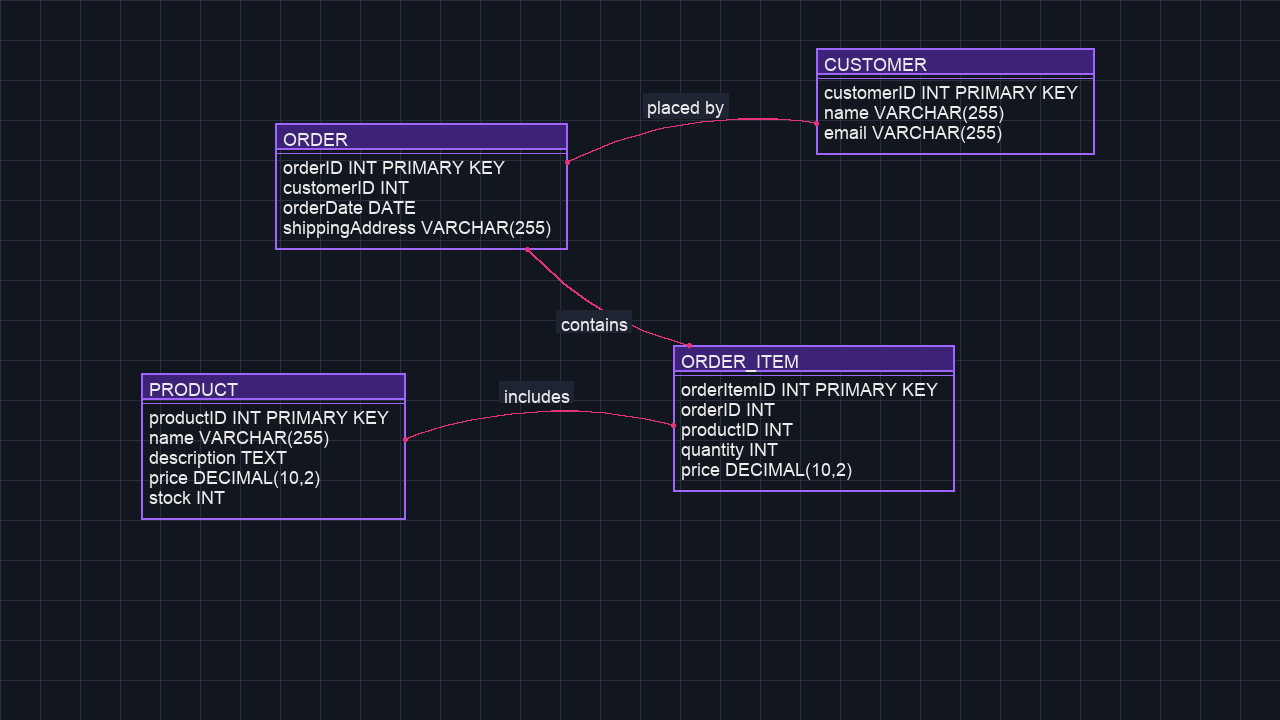 CUSTOMER
customerID INT PRIMARY KEY
name VARCHAR(255)
email VARCHAR(255)
placed by
ORDER
orderID INT PRIMARY KEY
customerID INT
orderDate DATE
shippingAddress VARCHAR(255)
contains
ORDER_ITEM
orderItemID INT PRIMARY KEY
orderID INT
productID INT
quantity INT
price DECIMAL(10,2)
includes
PRODUCT
productID INT PRIMARY KEY
name VARCHAR(255)
description TEXT
price DECIMAL(10,2)
stock INT